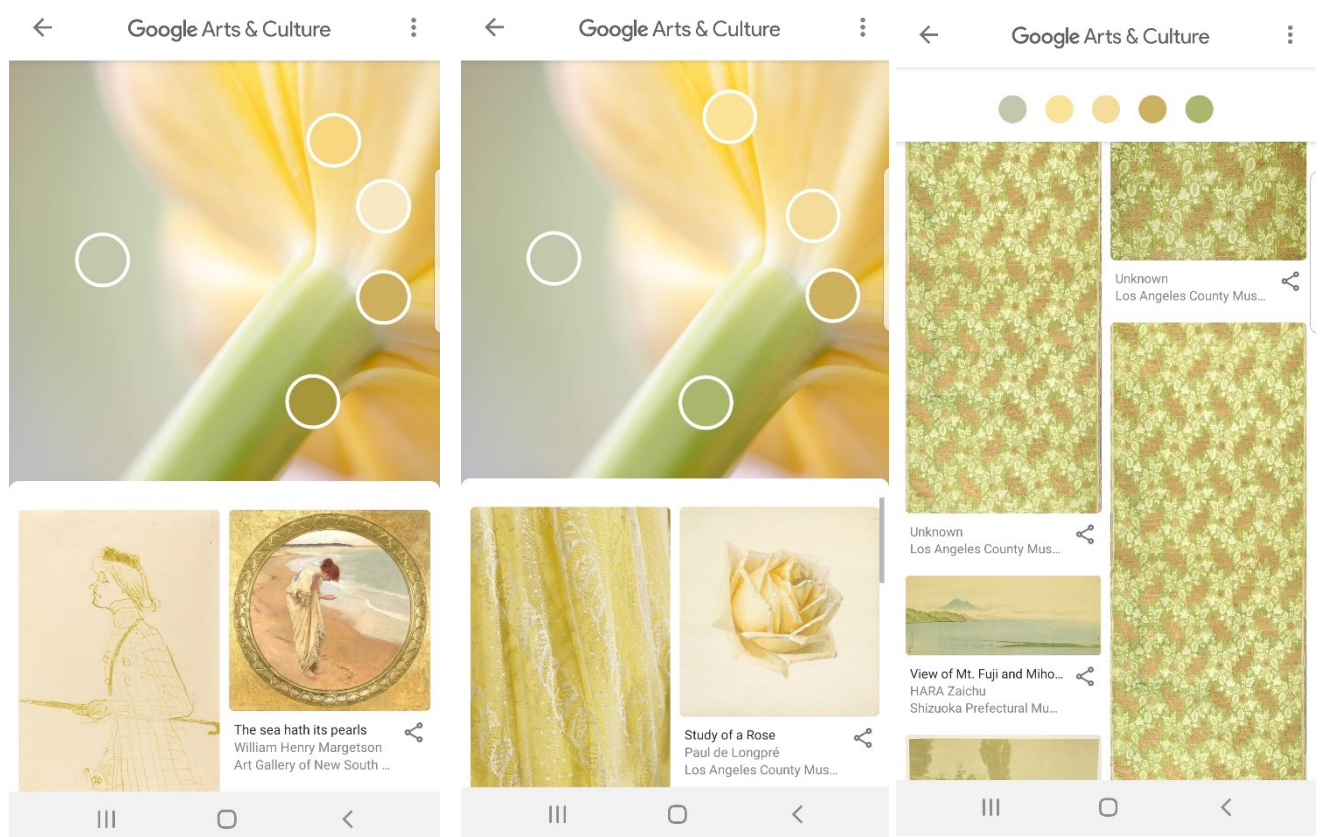 Google Arts & Culture
The sea hath its pearls
William Henry Margetson
Art Gallery of New South ...
Google Arts & Culture
Study of a Rose
Paul de Longpré
Los Angeles County Mus...
Google Arts & Culture
Unknown
Los Angeles County Mus...
Unknown
Los Angeles County Mus...
View of Mt. Fuji and Miho...
HARA Zaichu
Shizuoka Prefectural Mu...